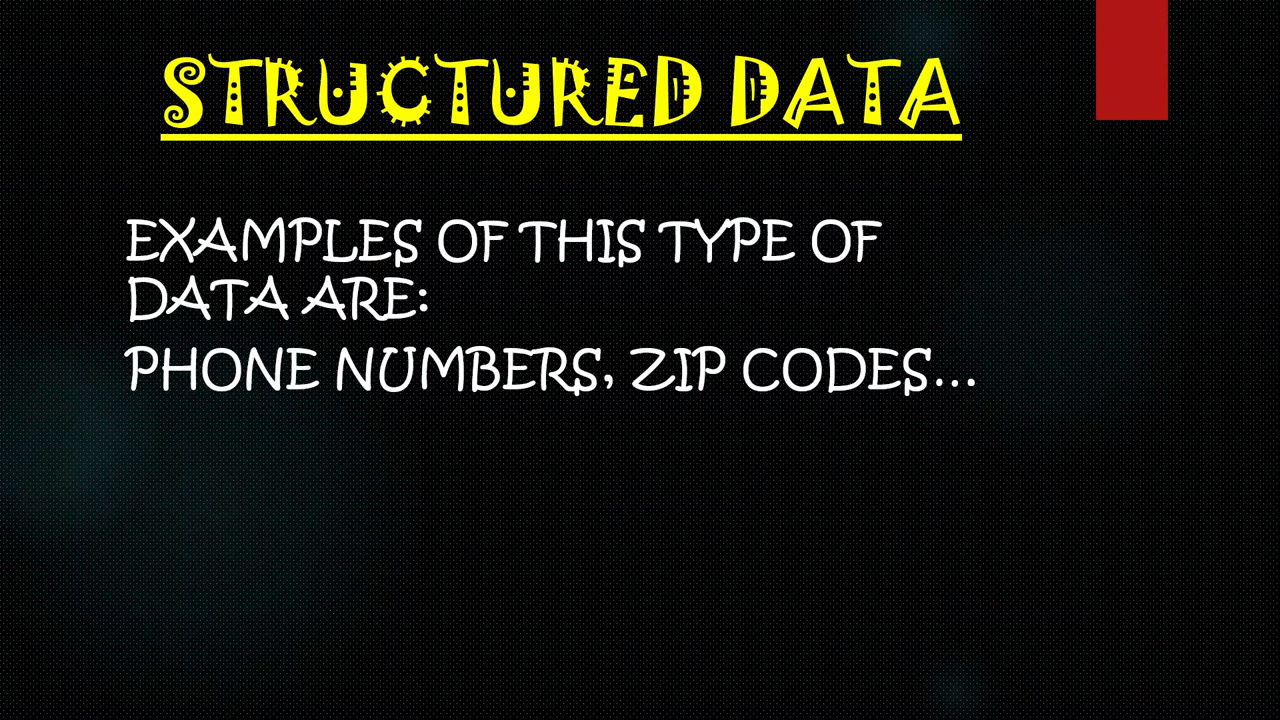 STRUCTURED DATA
EXAMPLES OF THIS TYPE OF
DATA ARE:
PHONE NUMBERS, ZIP CODES...